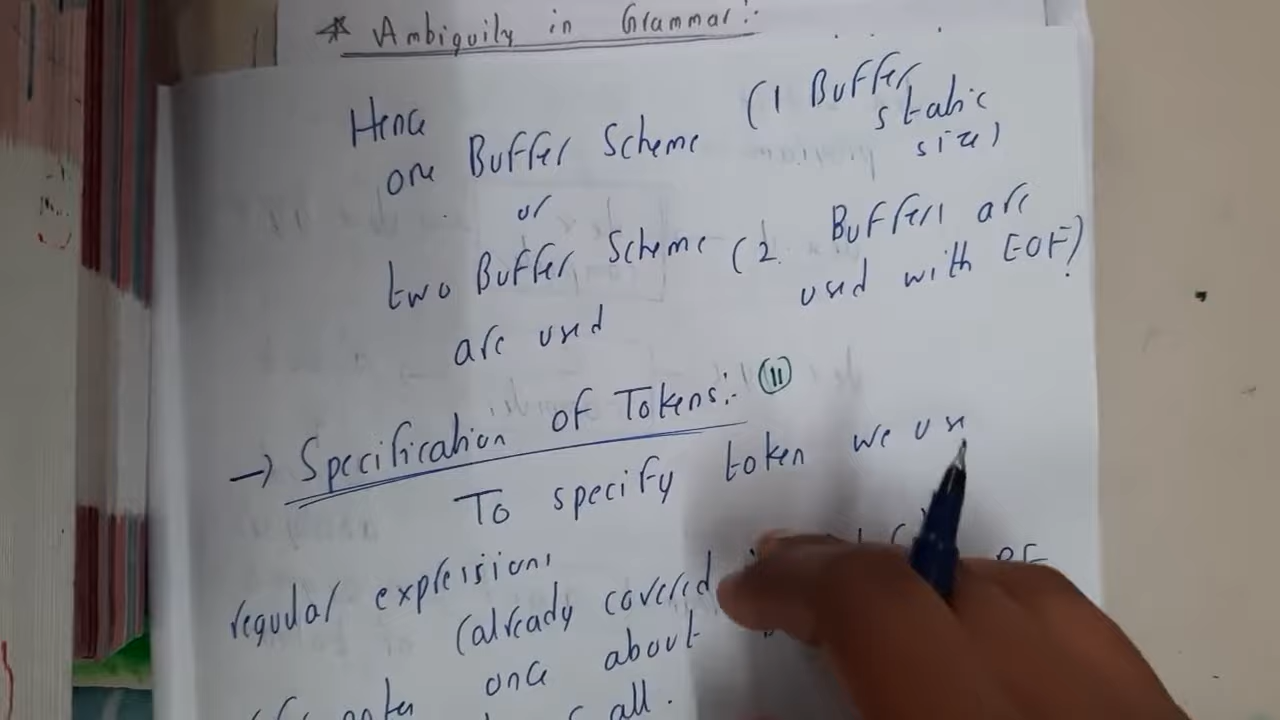 * Ambiguity in Grammar:-
Hence
one Buffer Scheme (1 Buffer static size)
or
two Buffer Scheme (2 Buffers are used with EOF)
are used
→ Specification of Tokens:- 11
To specify token we use
regular expressions
(already covered
once about
all.